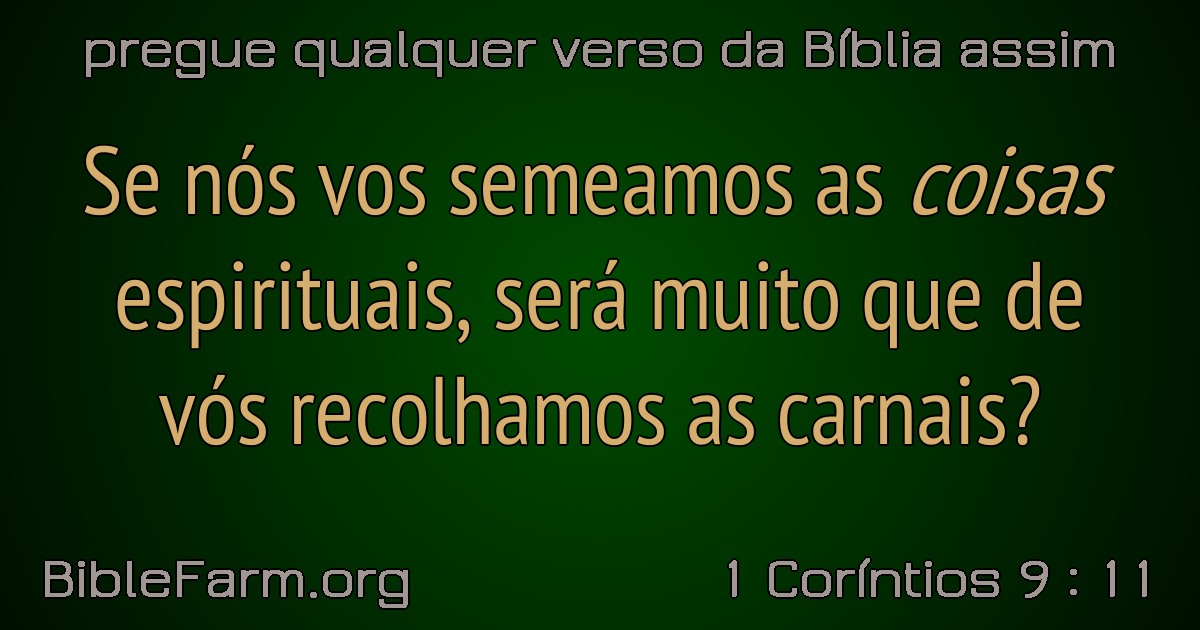 pregue qualquer verso da Bíblia assim
Se nós vos semeamos as coisas
espirituais, será muito que de
vós recolhamos as carnais?
BibleFarm.org
1 Coríntios 9 : 11